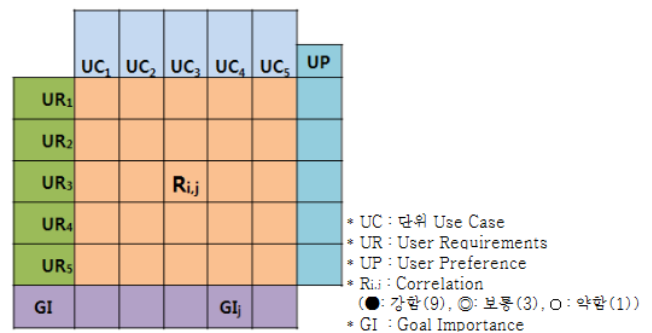 UC1 UC2 UC3 UC4 UC5 UP
UR1
UR2
UR3 Ri,j
UR4
UR5
GI GIj
* UC : 단위 Use Case
* UR : User Requirements
* UP : User Preference
* Ri,j : Correlation
(●: 강함(9), ◎: 보통(3), ○ : 약함(1))
* GI : Goal Importance